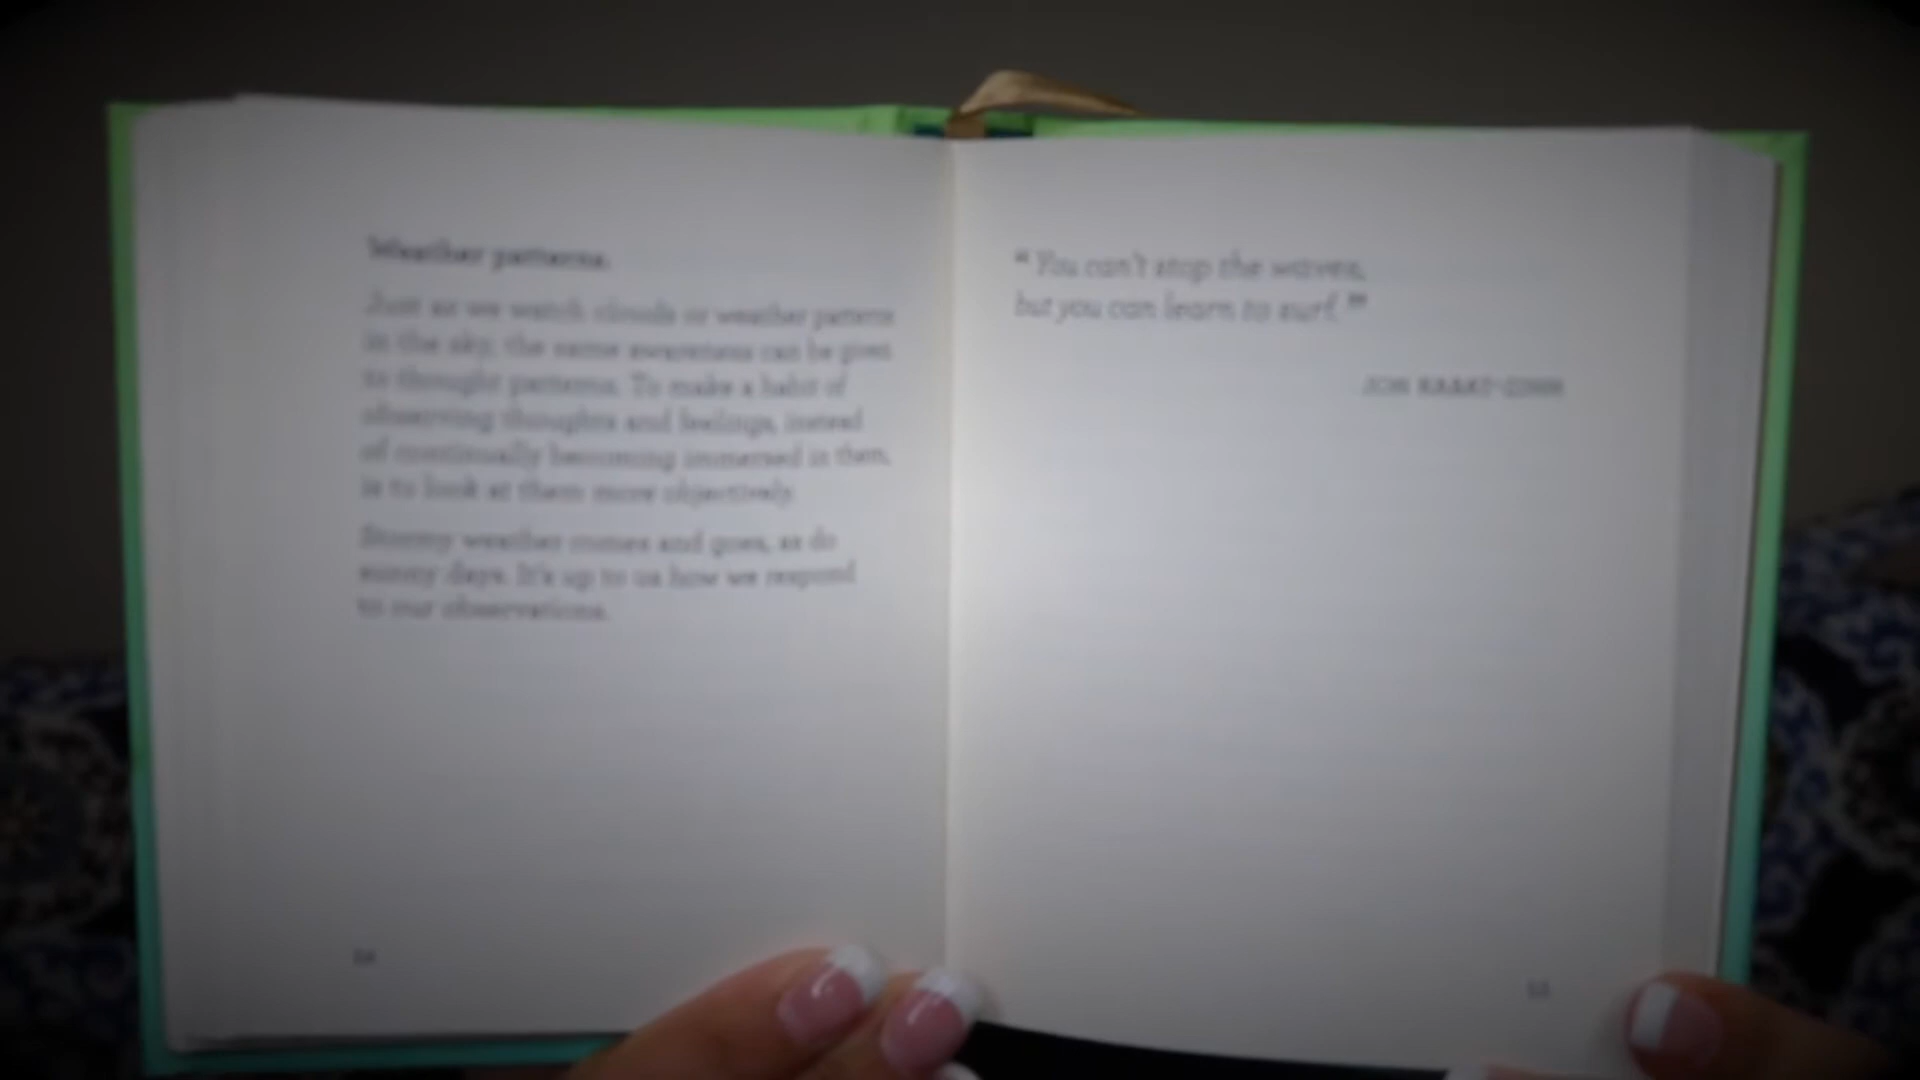 Weather patterns.
Just as we watch clouds or weather patterns
in the sky, the same awareness can be given
to thought patterns. To make a habit of
observing thoughts and feelings, instead
of continually becoming immersed in them,
is to look at them more objectively.
Stormy weather comes and goes, as do
sunny days. It's up to us how we respond
to our observations.
“You can't stop the waves,
but you can learn to surf.”
JON KABAT-ZINN